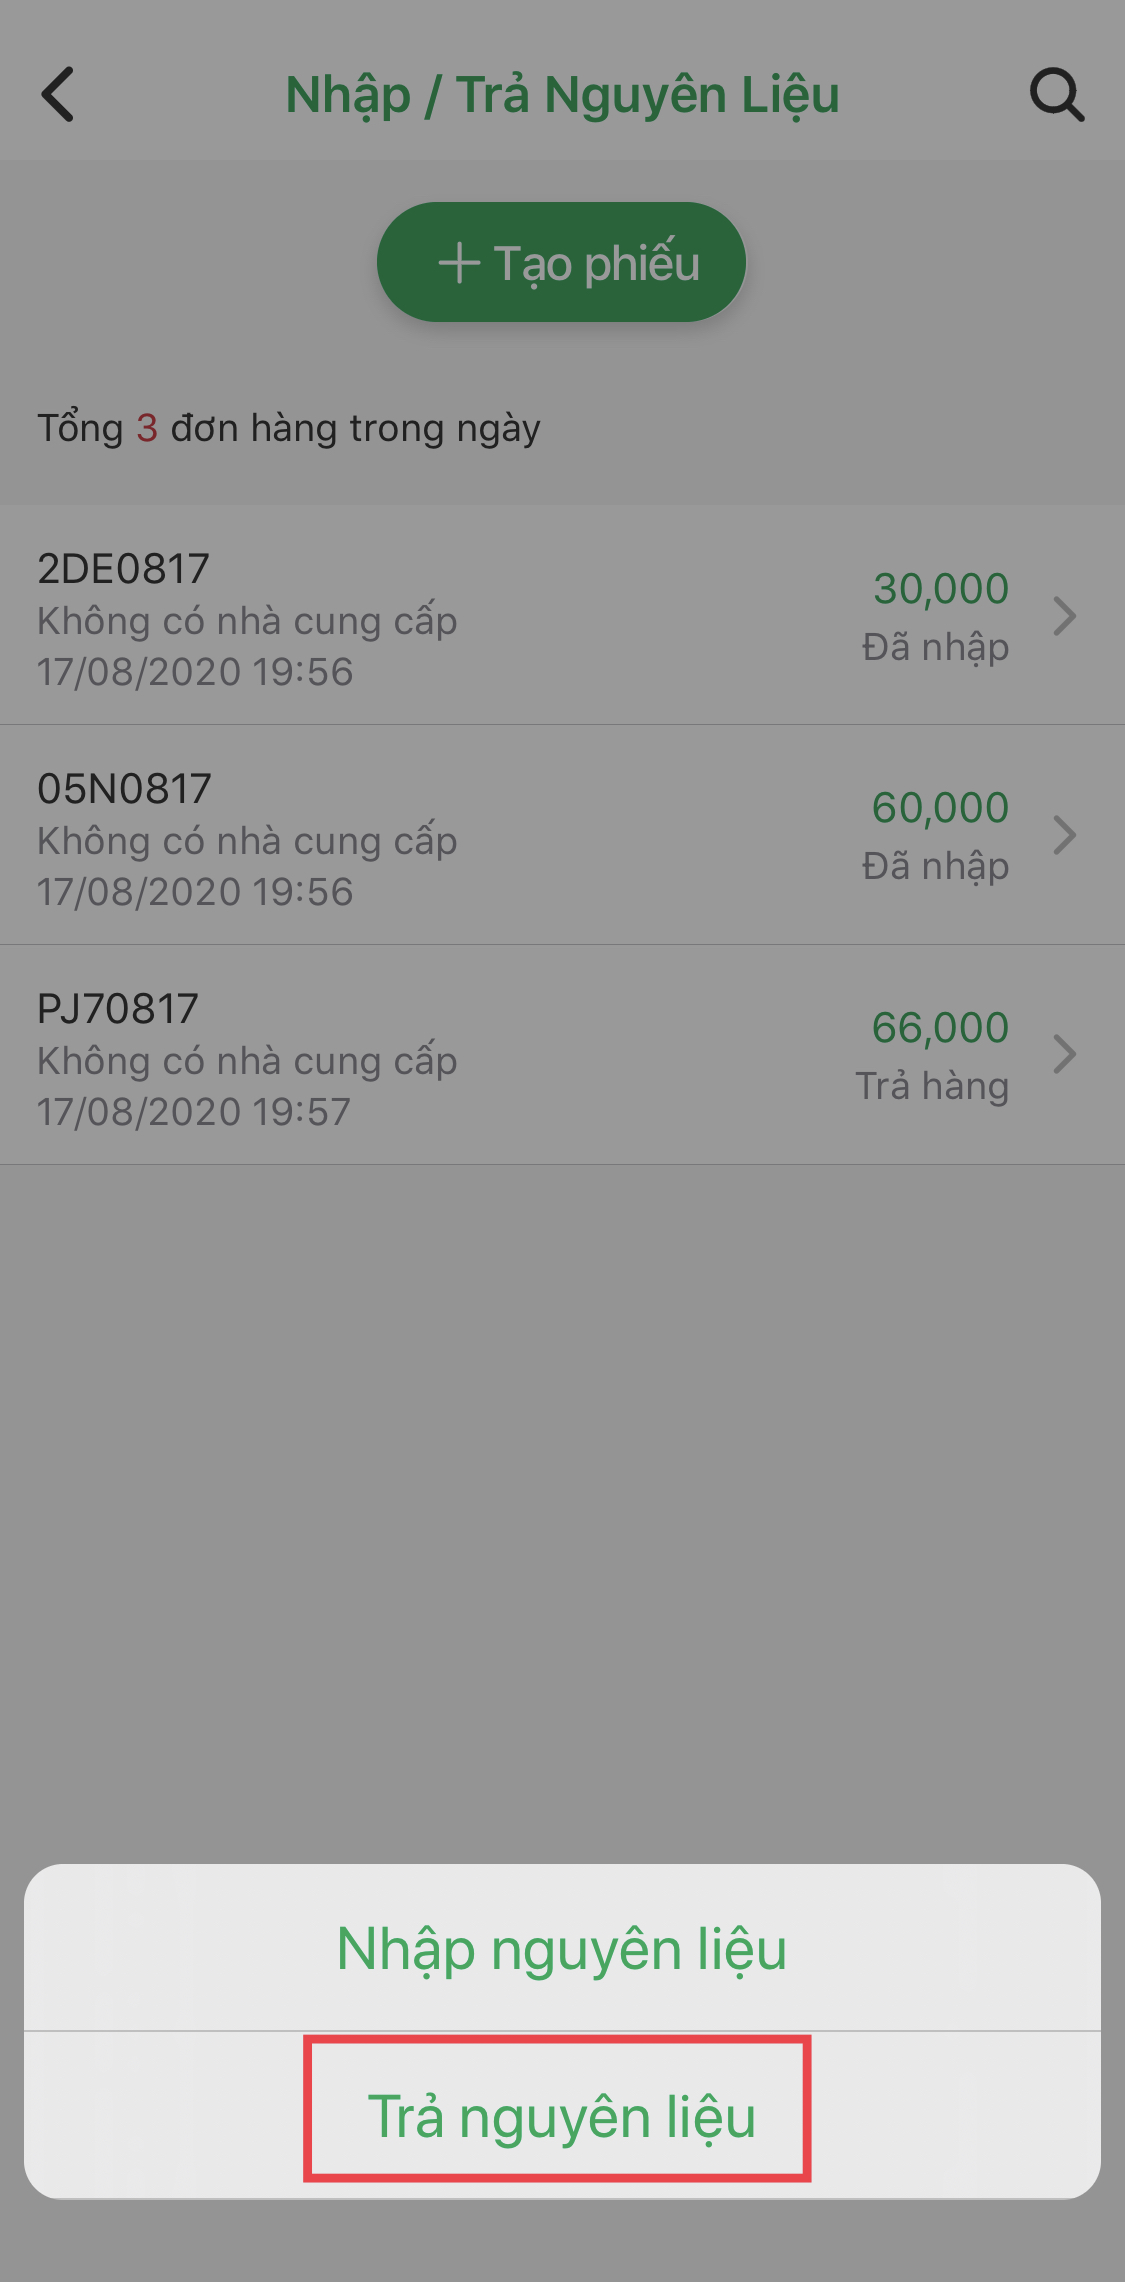 Nhập / Trả Nguyên Liệu
+ Tạo phiếu
Tổng 3 đơn hàng trong ngày
2DE0817
Không có nhà cung cấp
17/08/2020 19:56
30,000
Đã nhập
05N0817
Không có nhà cung cấp
17/08/2020 19:56
60,000
Đã nhập
PJ70817
Không có nhà cung cấp
17/08/2020 19:57
66,000
Trả hàng
Nhập nguyên liệu
Trả nguyên liệu